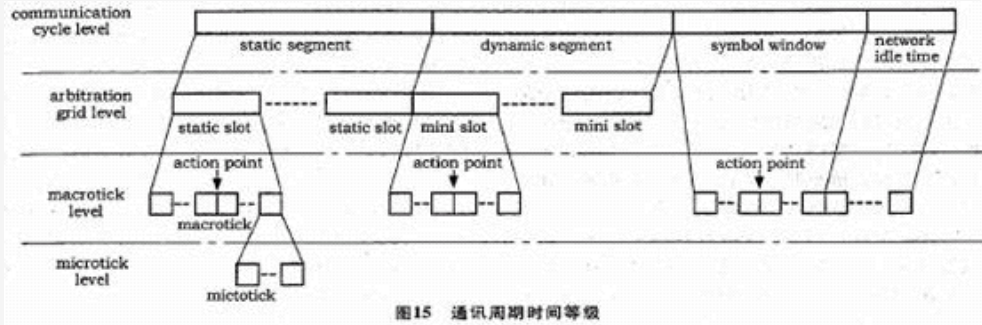 communication
cycle level
static segment
dynamic segment
symbol window
network
idle time
arbitration
grid level
static slot
static slot
mini slot
mini slot
action point
action point
action point
macrotick
level
macrotick
microtick
level
mictotick
图15 通讯周期时间等级